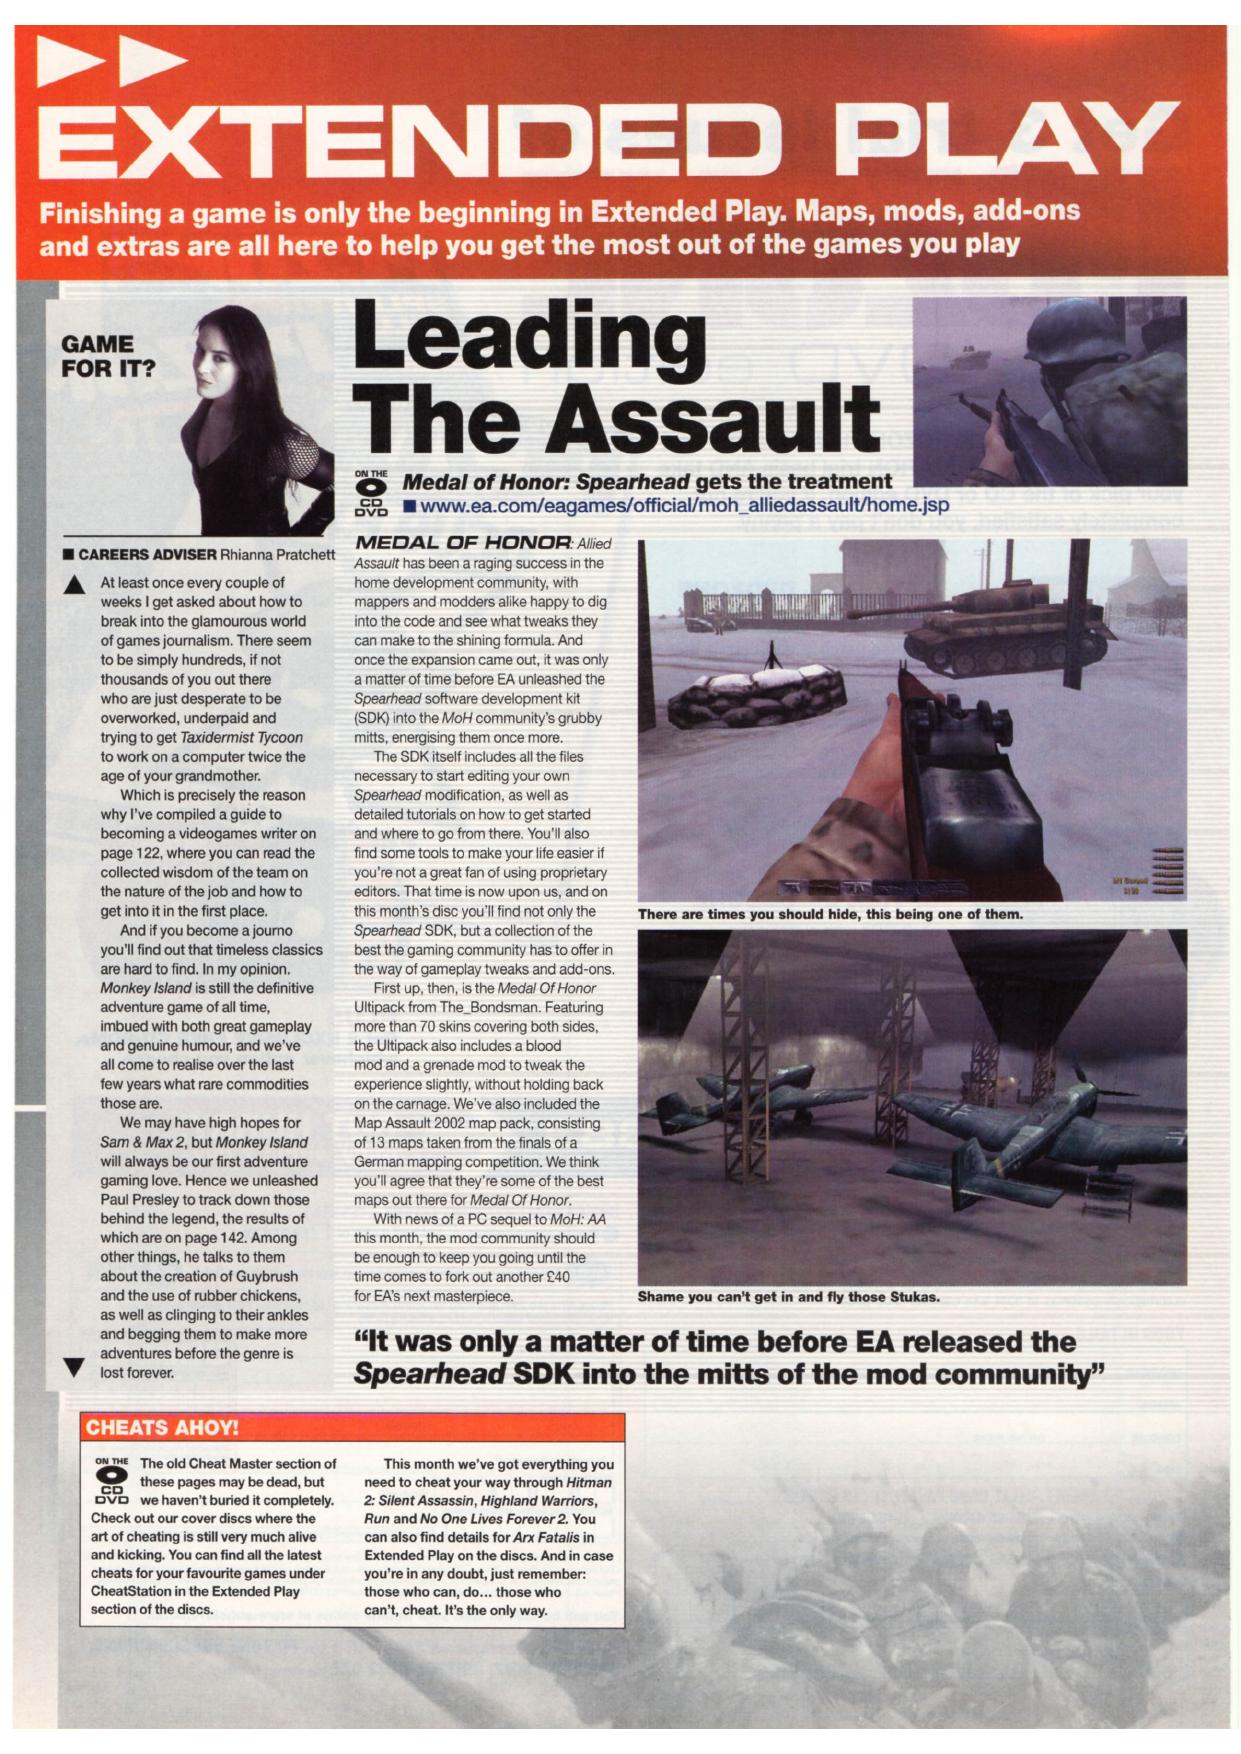 EXTENDED PLAY
Finishing a game is only the beginning in Extended Play. Maps, mods, add-ons
and extras are all here to help you get the most out of the games you play
GAME
FOR IT?
■ CAREERS ADVISER Rhianna Pratchett
At least once every couple of
weeks I get asked about how to
break into the glamourous world
of games journalism. There seem
to be simply hundreds, if not
thousands of you out there
who are just desperate to be
overworked, underpaid and
trying to get Taxidermist Tycoon
to work on a computer twice the
age of your grandmother.
Which is precisely the reason
why I've compiled a guide to
becoming a videogames writer on
page 122, where you can read the
collected wisdom of the team on
the nature of the job and how to
get into it in the first place.
And if you become a journo
you'll find out that timeless classics
are hard to find. In my opinion.
Monkey Island is still the definitive
adventure game of all time,
imbued with both great gameplay
and genuine humour, and we've
all come to realise over the last
few years what rare commodities
those are.
We may have high hopes for
Sam & Max 2, but Monkey Island
will always be our first adventure
gaming love. Hence we unleashed
Paul Presley to track down those
behind the legend, the results of
which are on page 142. Among
other things, he talks to them
about the creation of Guybrush
and the use of rubber chickens,
as well as clinging to their ankles
and begging them to make more
adventures before the genre is
lost forever.
Leading
The Assault
ON THE
CD
DVD
Medal of Honor: Spearhead gets the treatment
■ www.ea.com/eagames/official/moh_alliedassault/home.jsp
MEDAL OF HONOR: Allied
Assault has been a raging success in the
home development community, with
mappers and modders alike happy to dig
into the code and see what tweaks they
can make to the shining formula. And
once the expansion came out, it was only
a matter of time before EA unleashed the
Spearhead software development kit
(SDK) into the MoH community's grubby
mitts, energising them once more.
The SDK itself includes all the files
necessary to start editing your own
Spearhead modification, as well as
detailed tutorials on how to get started
and where to go from there. You'll also
find some tools to make your life easier if
you're not a great fan of using proprietary
editors. That time is now upon us, and on
this month's disc you'll find not only the
Spearhead SDK, but a collection of the
best the gaming community has to offer in
the way of gameplay tweaks and add-ons.
First up, then, is the Medal Of Honor
Ultipack from The_Bondsman. Featuring
more than 70 skins covering both sides,
the Ultipack also includes a blood
mod and a grenade mod to tweak the
experience slightly, without holding back
on the carnage. We've also included the
Map Assault 2002 map pack, consisting
of 13 maps taken from the finals of a
German mapping competition. We think
you'll agree that they're some of the best
maps out there for Medal Of Honor.
With news of a PC sequel to MoH: AA
this month, the mod community should
be enough to keep you going until the
time comes to fork out another £40
for EA's next masterpiece.
There are times you should hide, this being one of them.
Shame you can't get in and fly those Stukas.
"It was only a matter of time before EA released the
Spearhead SDK into the mitts of the mod community"
CHEATS AHOY!
ON THE
CD
DVD
The old Cheat Master section of
these pages may be dead, but
we haven't buried it completely.
Check out our cover discs where the
art of cheating is still very much alive
and kicking. You can find all the latest
cheats for your favourite games under
CheatStation in the Extended Play
section of the discs.
This month we've got everything you
need to cheat your way through Hitman
2: Silent Assassin, Highland Warriors,
Run and No One Lives Forever 2. You
can also find details for Arx Fatalis in
Extended Play on the discs. And in case
you're in any doubt, just remember:
those who can, do... those who
can't, cheat. It's the only way.